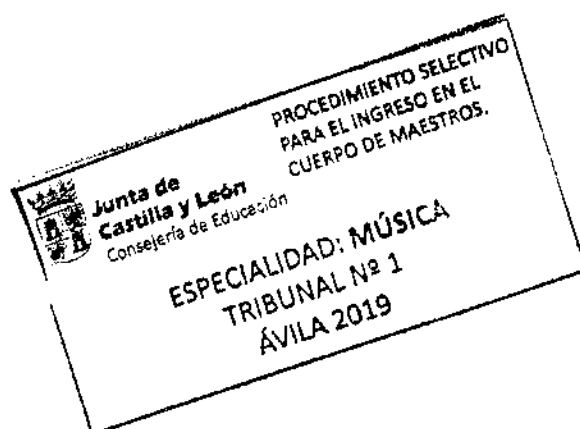 Junta de
Castilla y León
Consejería de Educación
PROCEDIMIENTO SELECTIVO
PARA EL INGRESO EN EL
CUERPO DE MAESTROS.
ESPECIALIDAD: MÚSICA
TRIBUNAL Nº 1
ÁVILA 2019